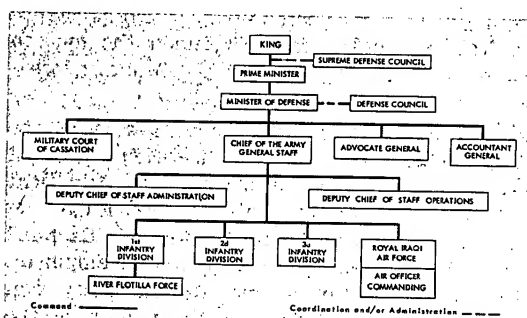 KING
SUPREME DEFENSE COUNCIL
PRIME MINISTER
MINISTER OF DEFENSE
DEFENSE COUNCIL
MILITARY COURT
OF CASSATION
CHIEF OF THE ARMY
GENERAL STAFF
ADVOCATE GENERAL
ACCOUNTANT
GENERAL
DEPUTY CHIEF OF STAFF ADMINISTRATION
DEPUTY CHIEF OF STAFF OPERATIONS
1st
INFANTRY
DIVISION
2d
INFANTRY
DIVISION
3d
INFANTRY
DIVISION
ROYAL IRAQI
AIR FORCE
AIR OFFICER
COMMANDING
RIVER FLOTILLA FORCE
Command
Coordination and/or Administration